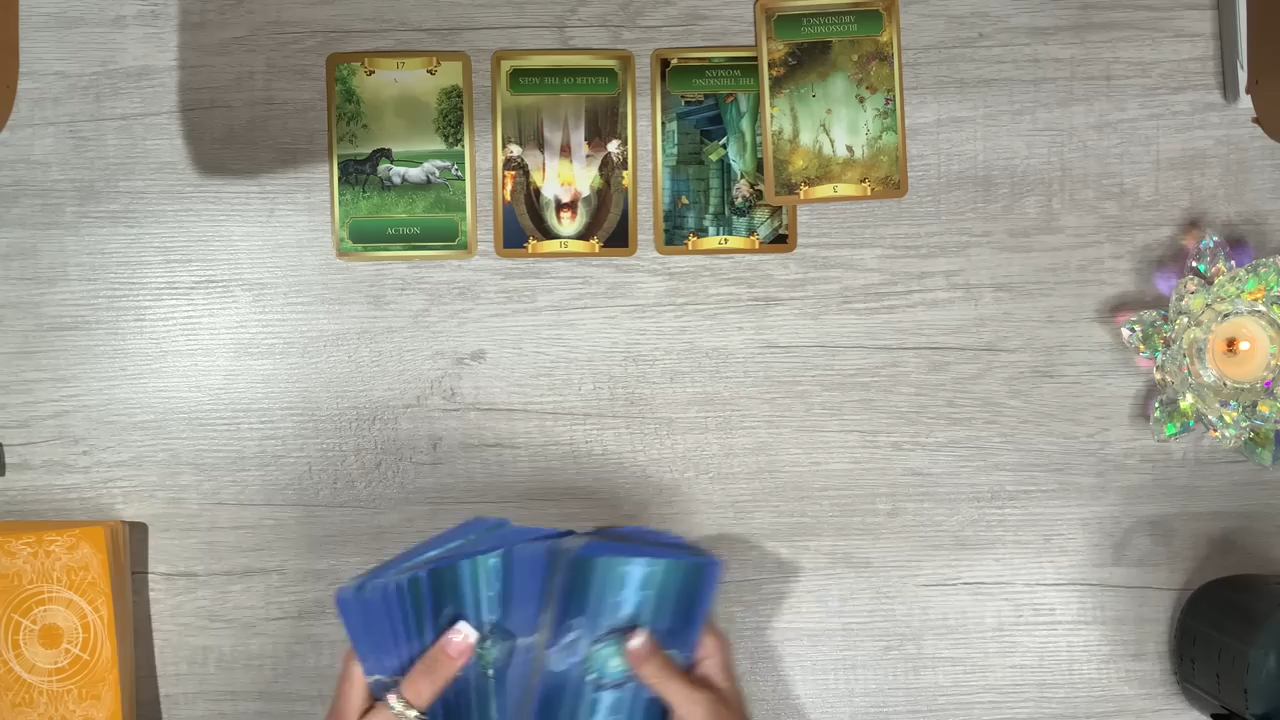 17
ACTION
HEALER OF THE AGES
51
THE THINKING
WOMAN
47
BLOSSOMING
ABUNDANCE
3